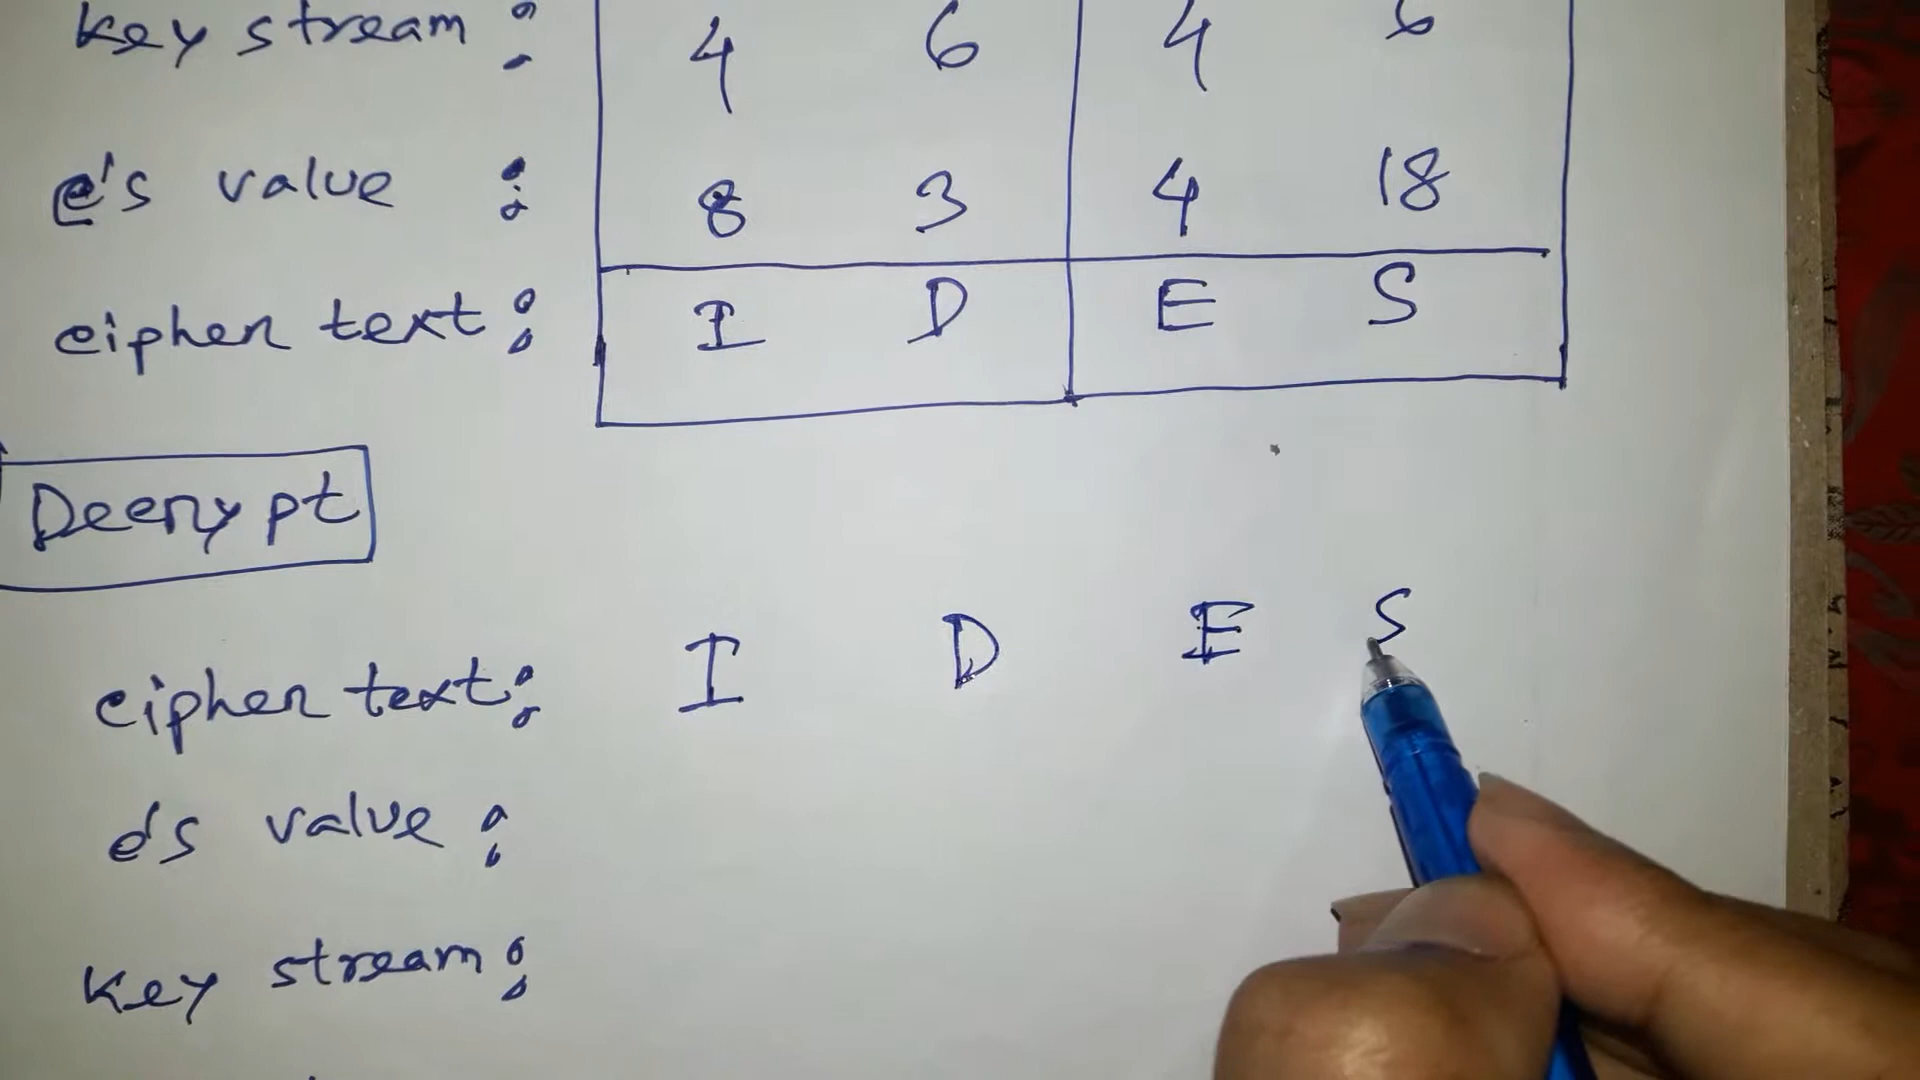 Key stream : 4 6 4 6
c's value : 8 3 4 18
cipher text : I D E S
Decrypt
cipher text : I D E S
c's value :
Key stream :